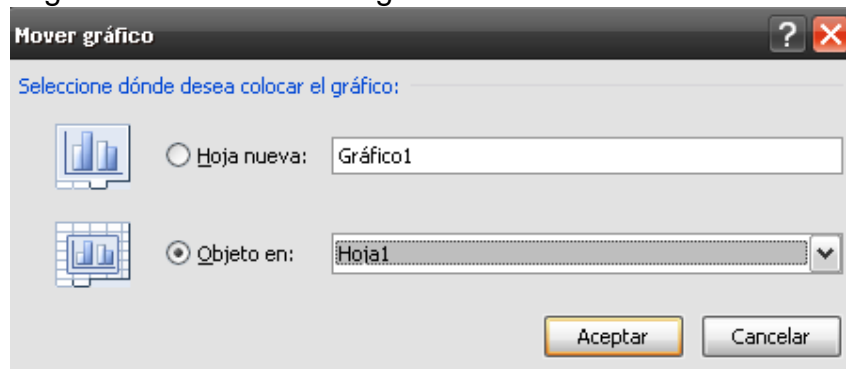 Mover gráfico
Seleccione dónde desea colocar el gráfico:
Hoja nueva: Gráfico1
Objeto en: Hoja1
Aceptar Cancelar